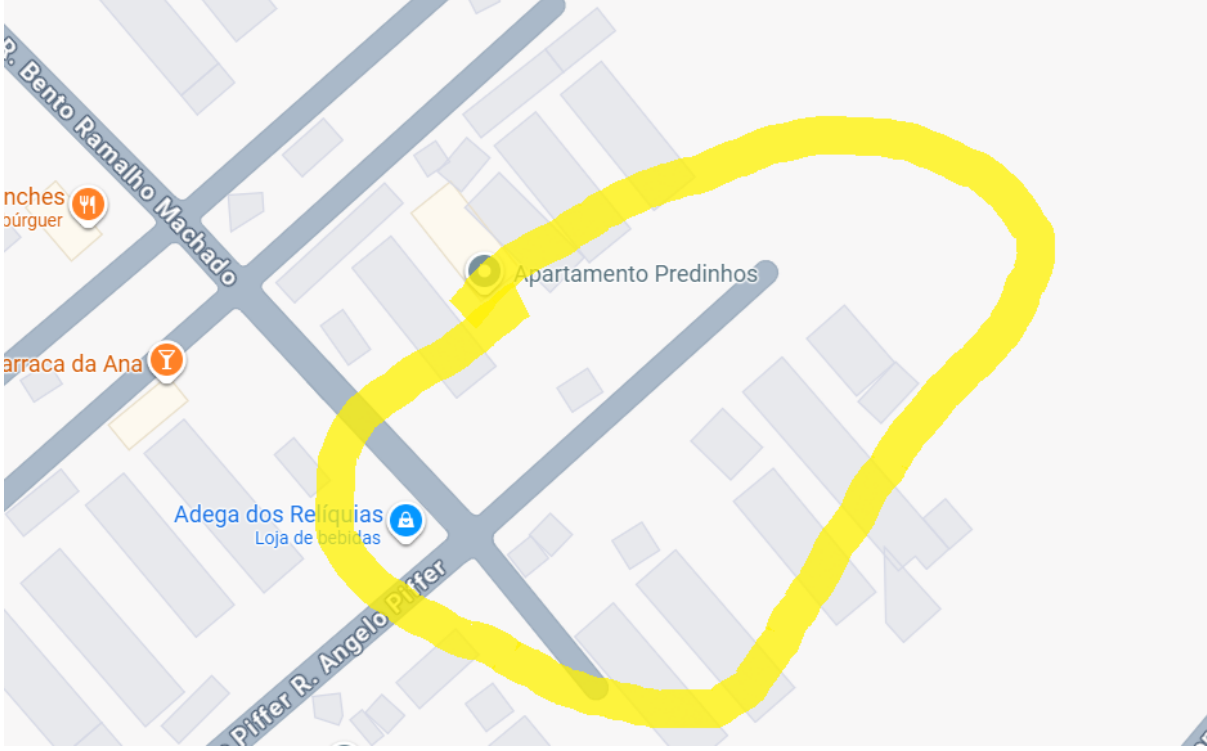 R. Bento Ramalho Machado
nches
búrguer
Apartamento Predinhos
arraca da Ana
Adega dos Relíquias
Loja de bebidas
Piffer R. Angelo Piffer